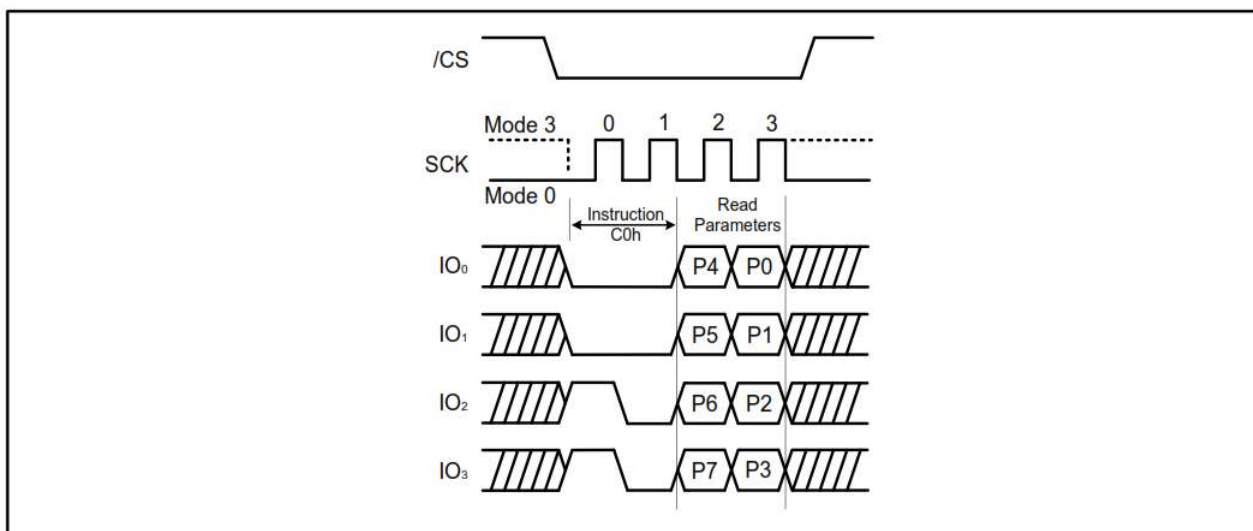 /CS
Mode 3 0 1 2 3
SCK
Mode 0
Instruction
C0h
Read
Parameters
IO₀ P4 P0
IO₁ P5 P1
IO₂ P6 P2
IO₃ P7 P3